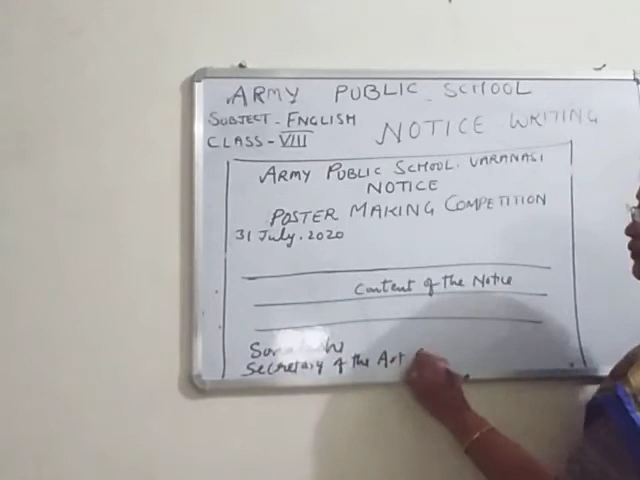 ARMY PUBLIC SCHOOL
SUBJECT - ENGLISH
NOTICE WRITING
CLASS - VIII
ARMY PUBLIC SCHOOL. VARANASI
NOTICE
POSTER MAKING COMPETITION
31 July. 2020
Content of the Notice
Secretary of the Art